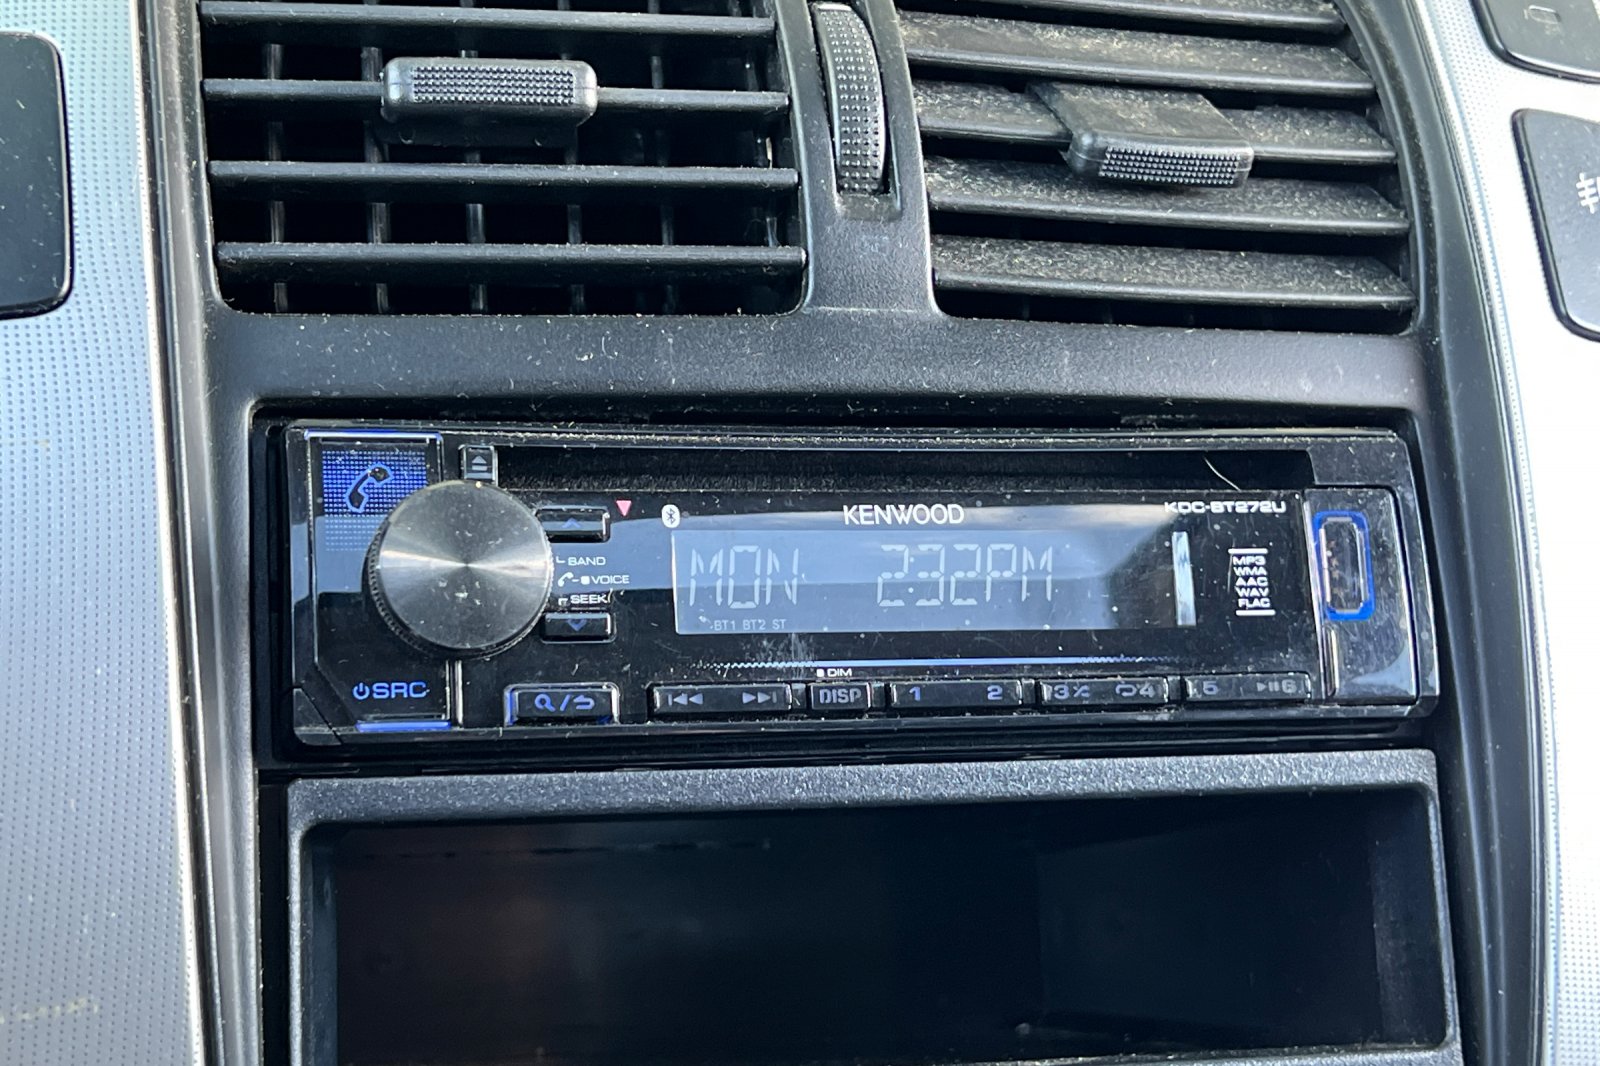 KENWOOD
KDC-BT272U
BAND
VOICE
SEEK
MON 2:32PM
BT1 BT2 ST
MP3
WMA
AAC
WAV
FLAC
SRC
DIM
DISP
1 2 3 4 5 6